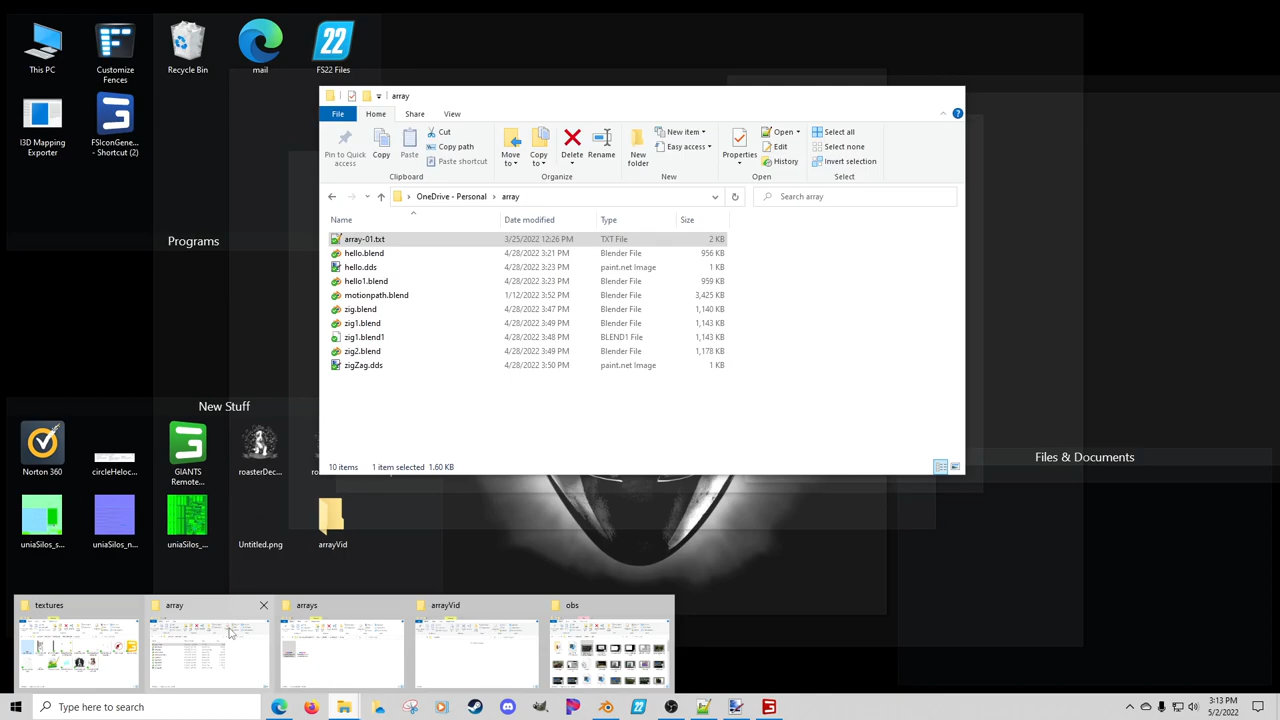 This PC
Customize Fences
Recycle Bin
mail
FS22 Files
I3D Mapping Exporter
FSIconGene... - Shortcut (2)
Programs
New Stuff
Norton 360
circleHeloc...
GIANTS Remote...
roasterDec...
uniaSilos_s...
uniaSilos_n...
uniaSilos_...
Untitled.png
arrayVid
Files & Documents
array
File
Home
Share
View
Pin to Quick access
Copy
Paste
Cut
Copy path
Paste shortcut
Clipboard
Move to
Copy to
Delete
Rename
Organize
New folder
New item
Easy access
New
Properties
Open
Edit
History
Open
Select all
Select none
Invert selection
Select
OneDrive - Personal > array
Search array
Name Date modified Type Size
array-01.txt 3/25/2022 12:26 PM TXT File 2 KB
hello.blend 4/28/2022 3:21 PM Blender File 956 KB
hello.dds 4/28/2022 3:23 PM paint.net Image 1 KB
hello1.blend 4/28/2022 3:23 PM Blender File 959 KB
motionpath.blend 1/12/2022 3:52 PM Blender File 3,425 KB
zig.blend 4/28/2022 3:47 PM Blender File 1,140 KB
zig1.blend 4/28/2022 3:49 PM Blender File 1,143 KB
zig1.blend1 4/28/2022 3:48 PM BLEND1 File 1,143 KB
zig2.blend 4/28/2022 3:49 PM Blender File 1,178 KB
zigZag.dds 4/28/2022 3:50 PM paint.net Image 1 KB
10 items 1 item selected 1.60 KB
textures
array
arrays
arrayVid
obs
Type here to search
22
3:13 PM
5/2/2022